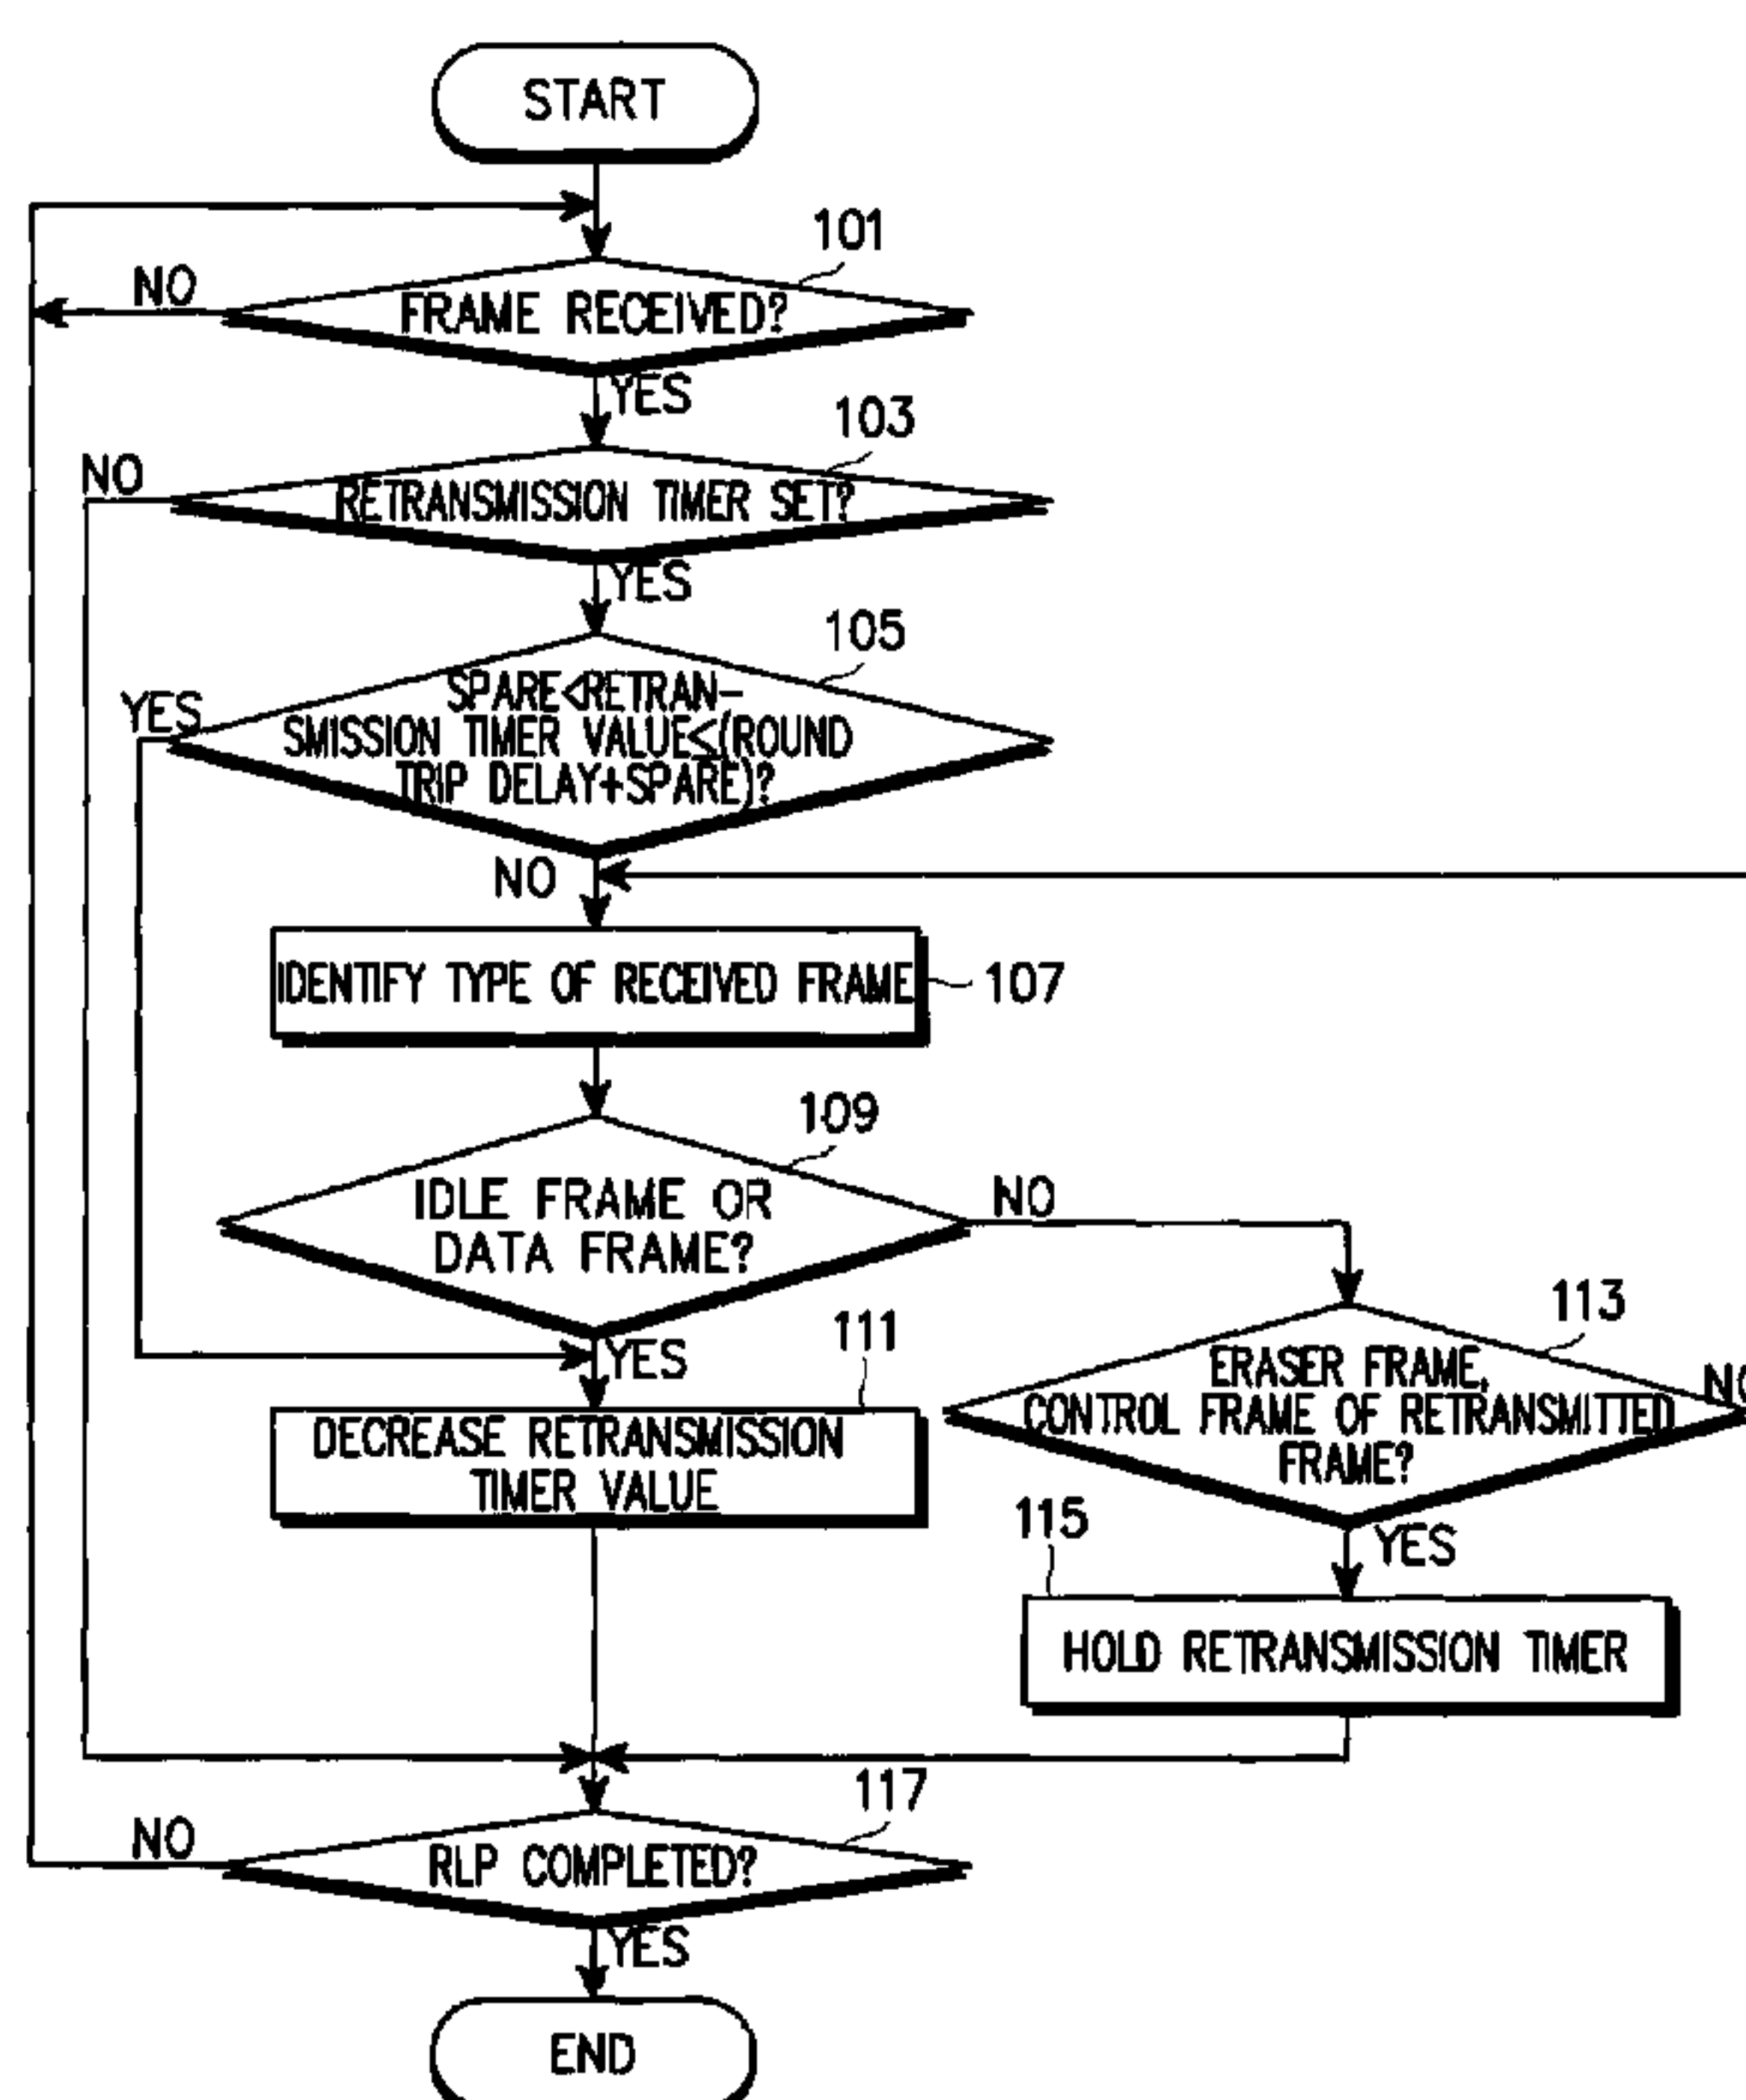 START
101
NO
FRAME RECEIVED?
YES
103
NO
RETRANSMISSION TIMER SET?
YES
105
YES
SPARE<RETRAN-
SMISSION TIMER VALUE≤(ROUND
TRIP DELAY+SPARE)?
NO
IDENTIFY TYPE OF RECEIVED FRAME
107
109
IDLE FRAME OR
DATA FRAME?
NO
YES
111
DECREASE RETRANSMISSION
TIMER VALUE
113
ERASER FRAME,
CONTROL FRAME OF RETRANSMITTED
FRAME?
NO
YES
115
HOLD RETRANSMISSION TIMER
117
NO
RLP COMPLETED?
YES
END